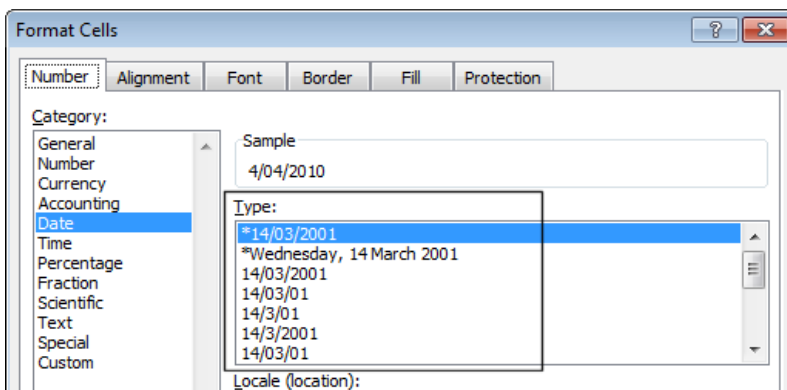 Format Cells
Number Alignment Font Border Fill Protection
Category:
General
Number
Currency
Accounting
Date
Time
Percentage
Fraction
Scientific
Text
Special
Custom
Sample
4/04/2010
Type:
*14/03/2001
*Wednesday, 14 March 2001
14/03/2001
14/03/01
14/3/01
14/3/2001
14/03/01
Locale (location):